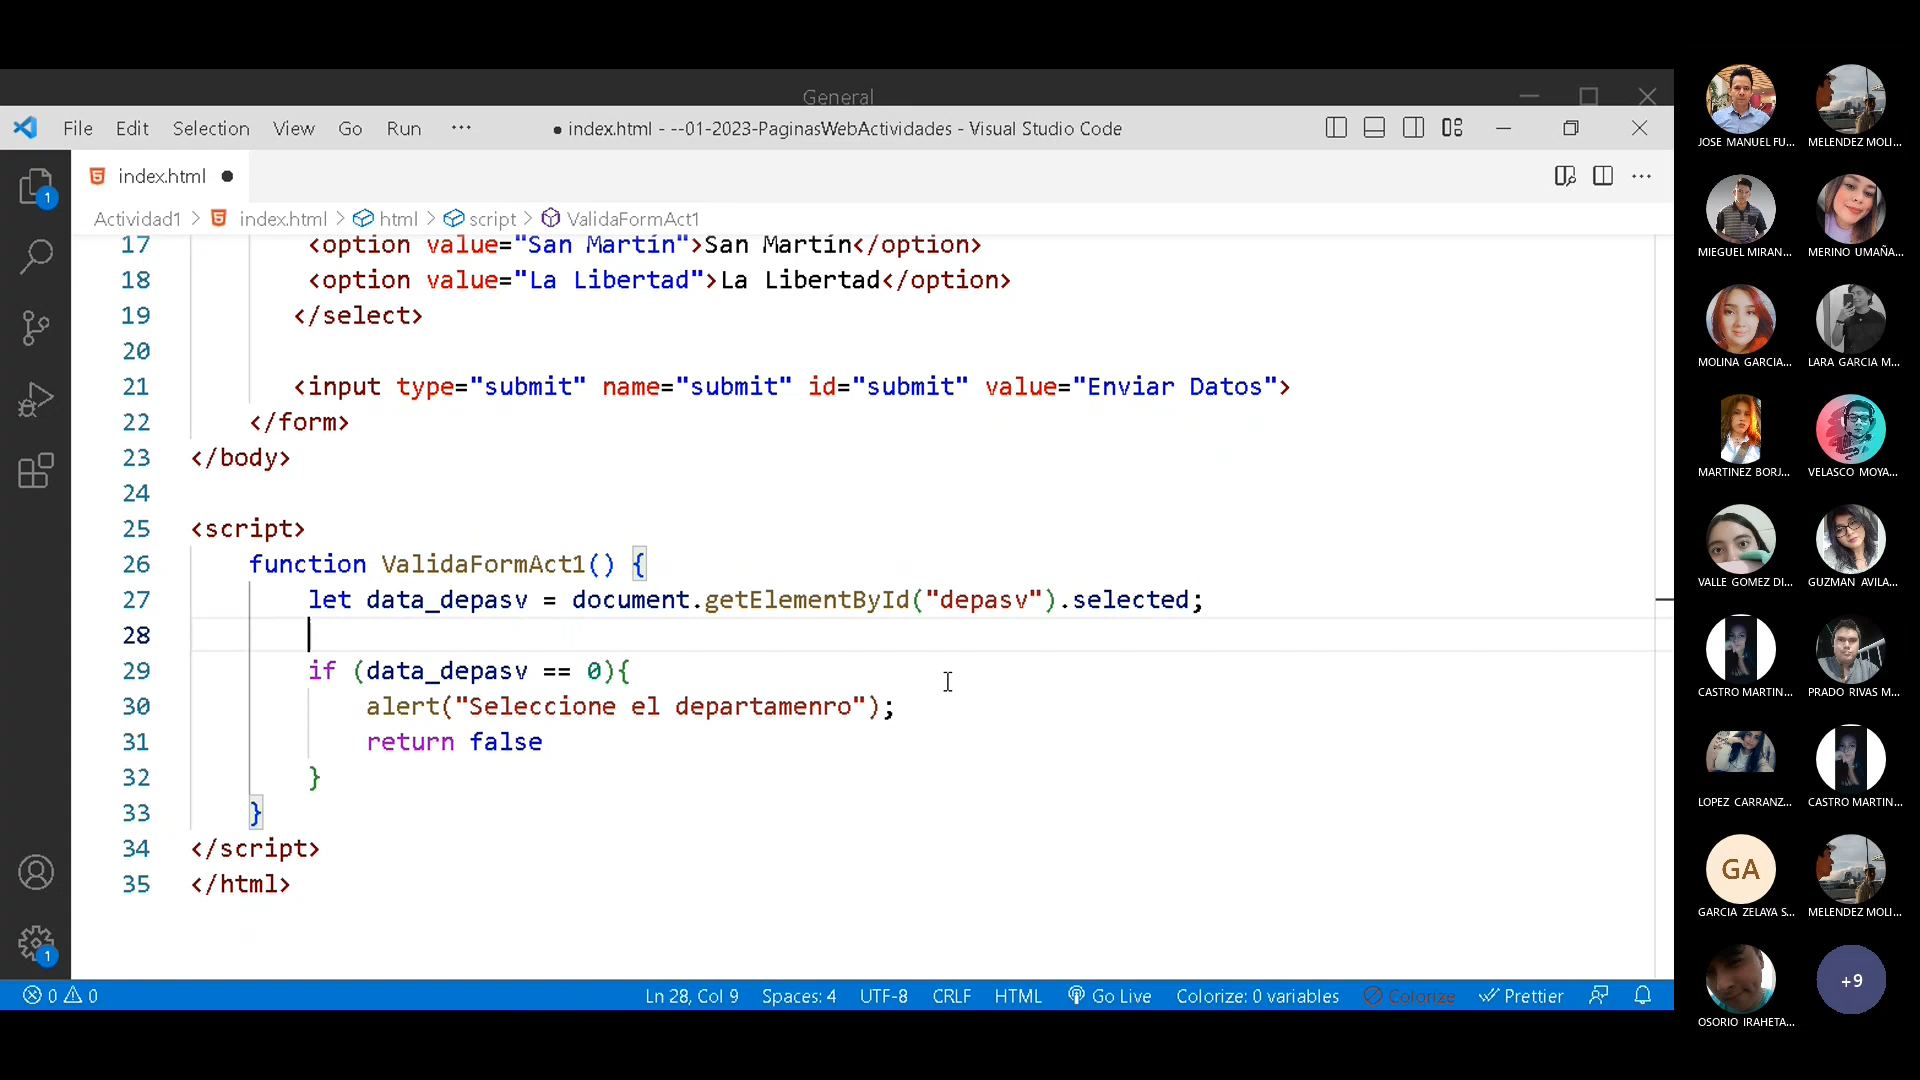 General
File Edit Selection View Go Run ···
● index.html - --01-2023-PaginasWebActividades - Visual Studio Code
index.html ●
Actividad1 > index.html > html > script > ValidaFormAct1
17 <option value="San Martín">San Martín</option>
18 <option value="La Libertad">La Libertad</option>
19 </select>
20
21 <input type="submit" name="submit" id="submit" value="Enviar Datos">
22 </form>
23 </body>
24
25 <script>
26 function ValidaFormAct1() {
27 let data_depasv = document.getElementById("depasv").selected;
28
29 if (data_depasv == 0){
30 alert("Seleccione el departamenro");
31 return false
32 }
33 }
34 </script>
35 </html>
1
1
0 0 Ln 28, Col 9 Spaces: 4 UTF-8 CRLF HTML Go Live Colorize: 0 variables Colorize Prettier
JOSE MANUEL FU... MELENDEZ MOLI...
MIEGUEL MIRAN... MERINO UMAÑA...
MOLINA GARCIA... LARA GARCIA M...
MARTINEZ BORJ... VELASCO MOYA...
VALLE GOMEZ DI... GUZMAN AVILA...
CASTRO MARTIN... PRADO RIVAS M...
LOPEZ CARRANZ... CASTRO MARTIN...
GA
GARCIA ZELAYA S... MELENDEZ MOLI...
+9
OSORIO IRAHETA...